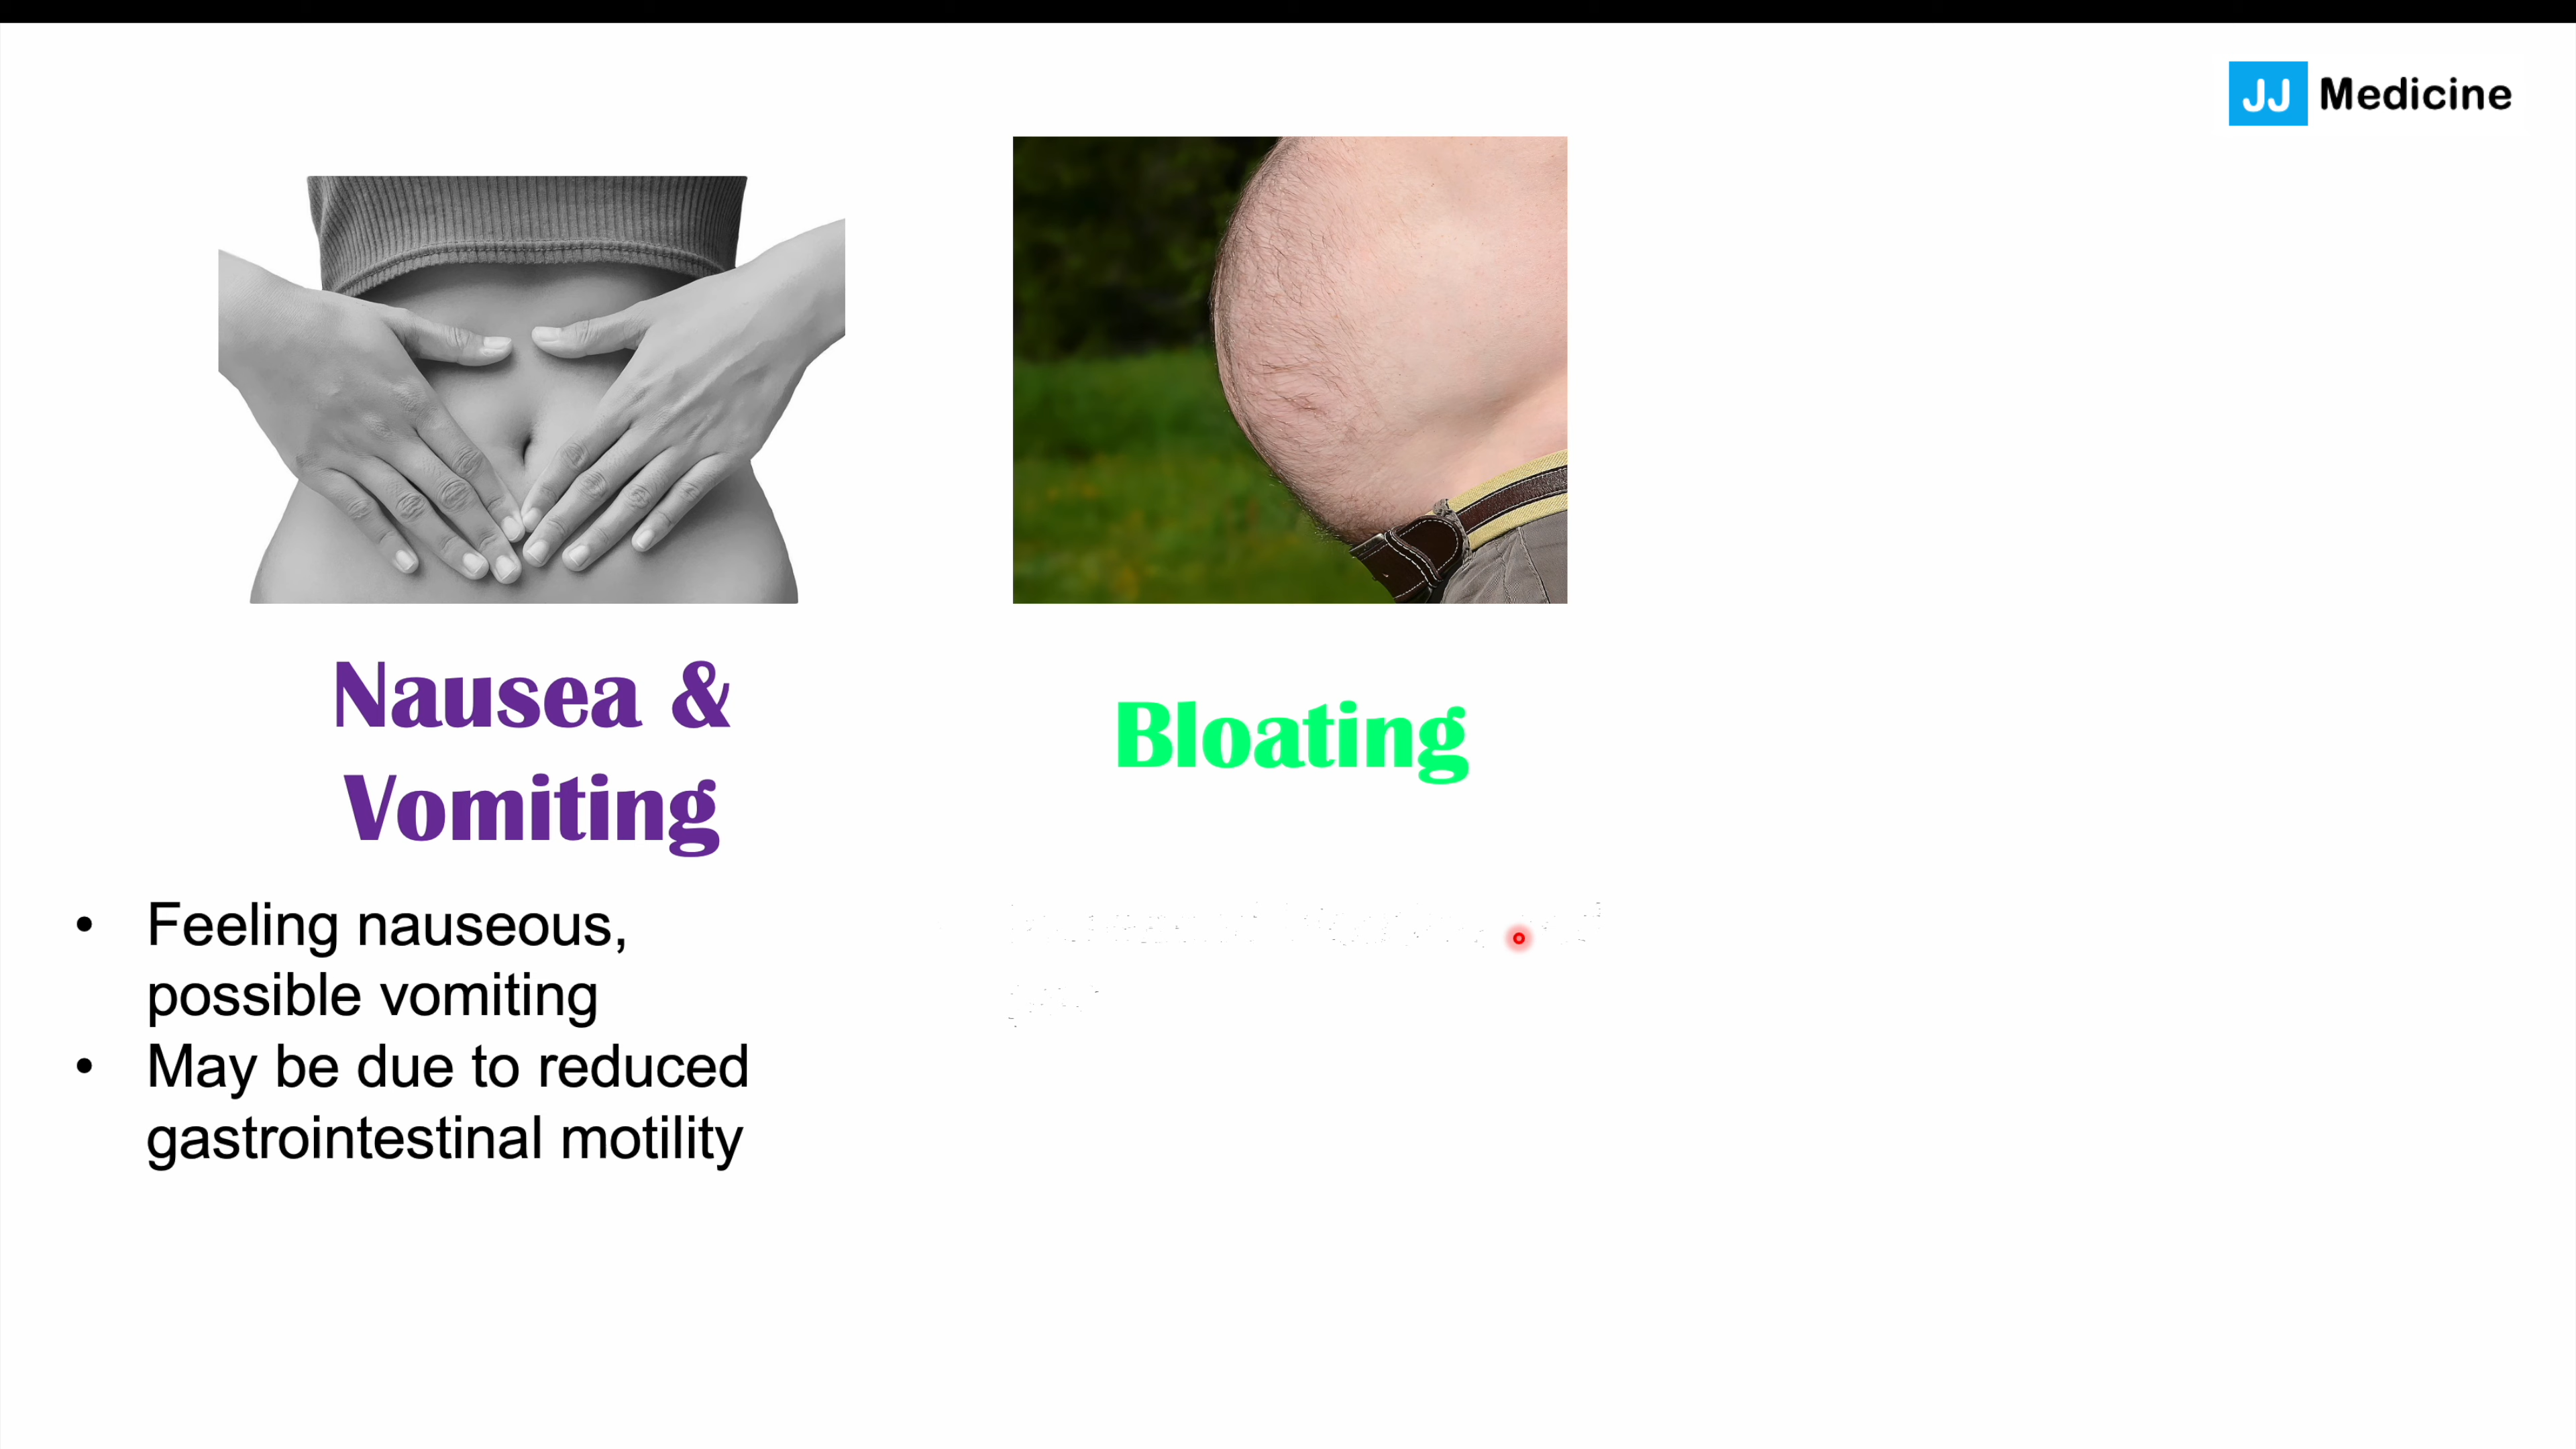 JJ Medicine
Nausea &
Vomiting
Bloating
• Feeling nauseous,
possible vomiting
• May be due to reduced
gastrointestinal motility